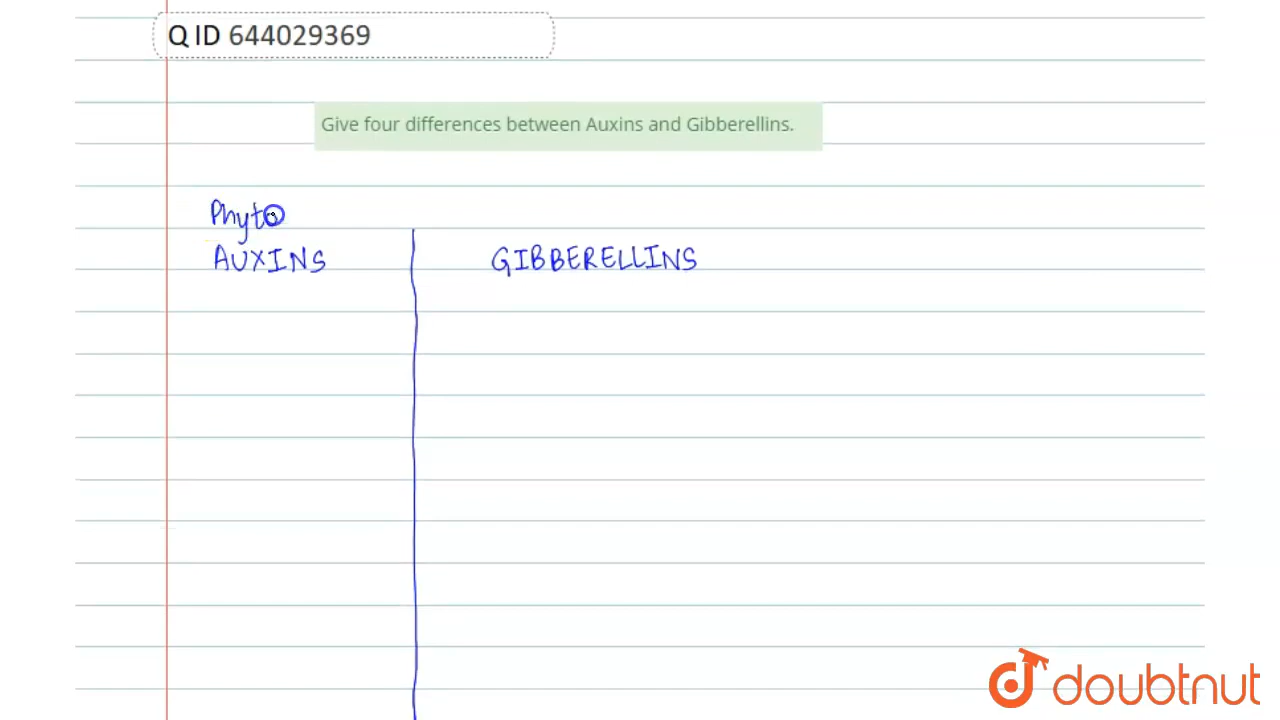 Q ID 644029369
Give four differences between Auxins and Gibberellins.
Phyto
AUXINS GIBBERELLINS
doubtnut